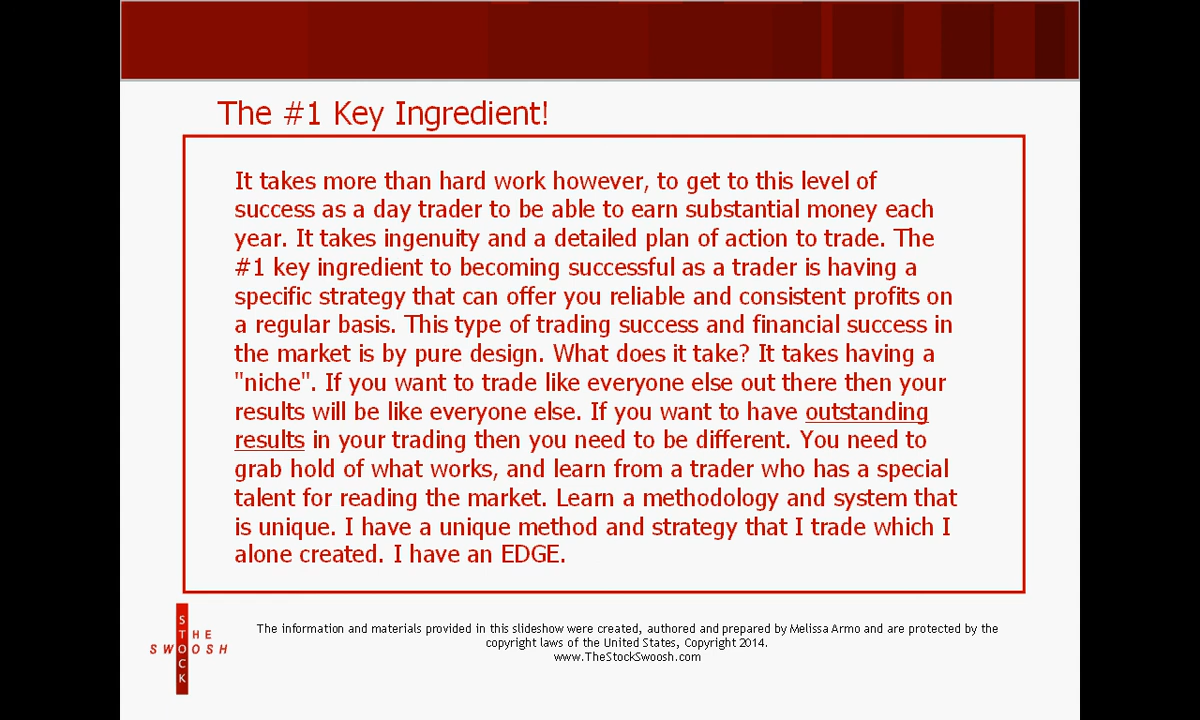 The #1 Key Ingredient!
It takes more than hard work however, to get to this level of
success as a day trader to be able to earn substantial money each
year. It takes ingenuity and a detailed plan of action to trade. The
#1 key ingredient to becoming successful as a trader is having a
specific strategy that can offer you reliable and consistent profits on
a regular basis. This type of trading success and financial success in
the market is by pure design. What does it take? It takes having a
"niche". If you want to trade like everyone else out there then your
results will be like everyone else. If you want to have outstanding
results in your trading then you need to be different. You need to
grab hold of what works, and learn from a trader who has a special
talent for reading the market. Learn a methodology and system that
is unique. I have a unique method and strategy that I trade which I
alone created. I have an EDGE.
THE
STOCK
SWOOSH
The information and materials provided in this slideshow were created, authored and prepared by Melissa Armo and are protected by the
copyright laws of the United States, Copyright 2014.
www.TheStockSwoosh.com